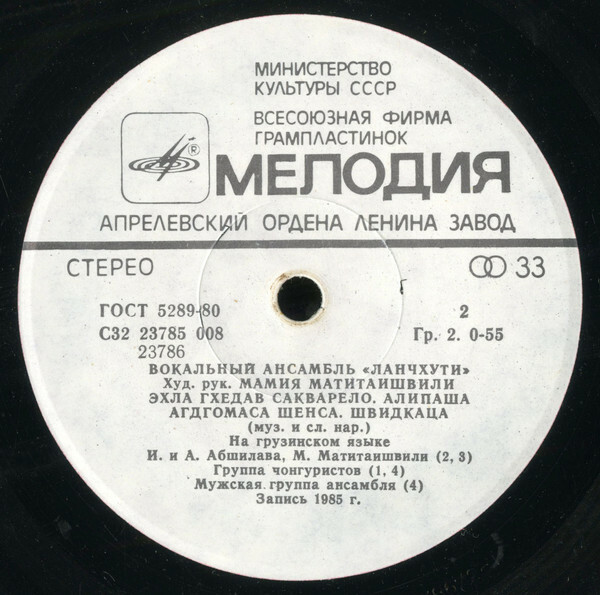 МИНИСТЕРСТВО
КУЛЬТУРЫ СССР
ВСЕСОЮЗНАЯ ФИРМА
ГРАМПЛАСТИНОК
®
МЕЛОДИЯ
АПРЕЛЕВСКИЙ ОРДЕНА ЛЕНИНА ЗАВОД
СТЕРЕО 33
ГОСТ 5289-80 2
С32 23785 008 Гр. 2. 0-55
23786
ВОКАЛЬНЫЙ АНСАМБЛЬ «ЛАНЧХУТИ»
Худ. рук. МАМИЯ МАТИТАИШВИЛИ
ЭХЛА ГХЕДАВ САКВАРЕЛО. АЛИПАША
АГДГОМАСА ШЕНСА. ШВИДКАЦА
(муз. и сл. нар.)
На грузинском языке
И. и А. Абшилава, М. Матитаишвили (2, 3)
Группа чонгуристов (1, 4)
Мужская группа ансамбля (4)
Запись 1985 г.